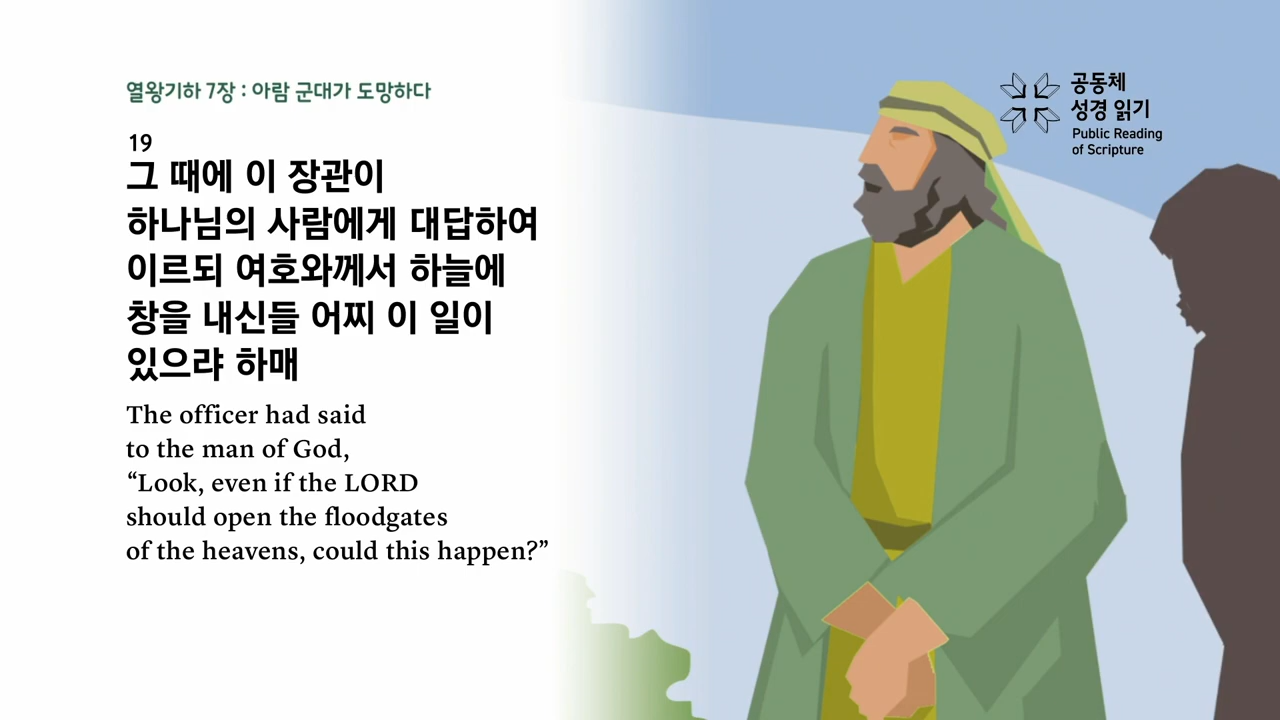 열왕기하 7장 : 아람 군대가 도망하다
19
그 때에 이 장관이
하나님의 사람에게 대답하여
이르되 여호와께서 하늘에
창을 내신들 어찌 이 일이
있으랴 하매
The officer had said
to the man of God,
“Look, even if the LORD
should open the floodgates
of the heavens, could this happen?”
공동체
성경 읽기
Public Reading
of Scripture